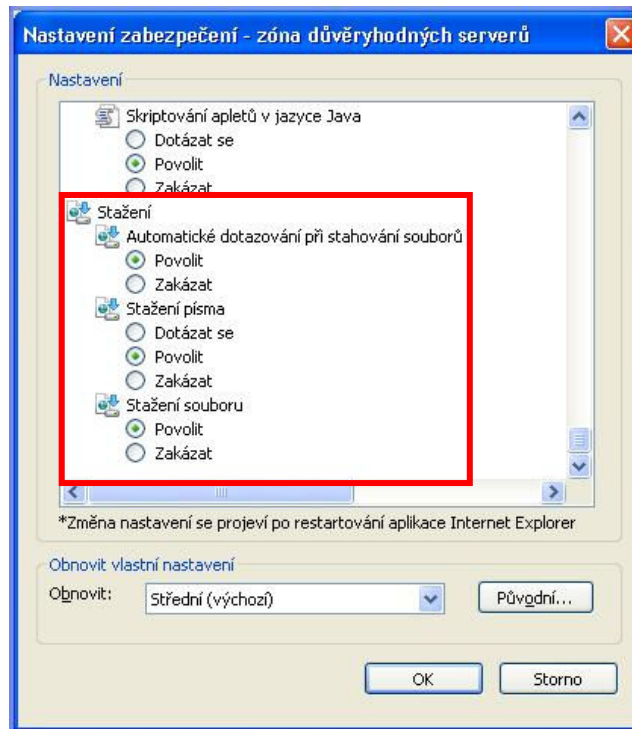 Nastavení zabezpečení - zóna důvěryhodných serverů
Nastavení
Skriptování apletů v jazyce Java
Dotázat se
Povolit
Zakázat
Stažení
Automatické dotazování při stahování souborů
Povolit
Zakázat
Stažení písma
Dotázat se
Povolit
Zakázat
Stažení souboru
Povolit
Zakázat
*Změna nastavení se projeví po restartování aplikace Internet Explorer
Obnovit vlastní nastavení
Obnovit: Střední (výchozí) Původní...
OK Storno